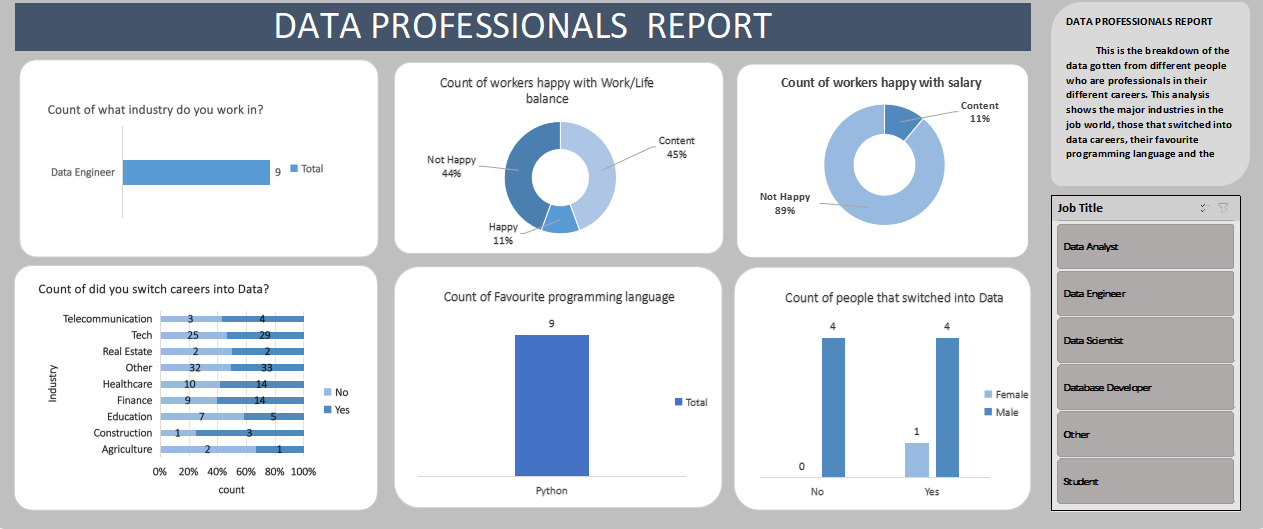 DATA PROFESSIONALS REPORT
DATA PROFESSIONALS REPORT
This is the breakdown of the
data gotten from different people
who are professionals in their
different careers. This analysis
shows the major industries in the
job world, those that switched into
data careers, their favourite
programming language and the
Count of what industry do you work in?
Data Engineer
9
Total
Count of workers happy with Work/Life
balance
Content
45%
Not Happy
44%
Happy
11%
Count of workers happy with salary
Content
11%
Not Happy
89%
Job Title
Data Analyst
Data Engineer
Data Scientist
Database Developer
Other
Student
Count of did you switch careers into Data?
Industry
Telecommunication 3 4
Tech 25 29
Real Estate 2 2
Other 32 33
Healthcare 10 14
Finance 9 14
Education 7 5
Construction 1 3
Agriculture 2 1
0% 20% 40% 60% 80% 100%
count
No
Yes
Count of Favourite programming language
9
Total
Python
Count of people that switched into Data
4 4
1
0
Female
Male
No Yes